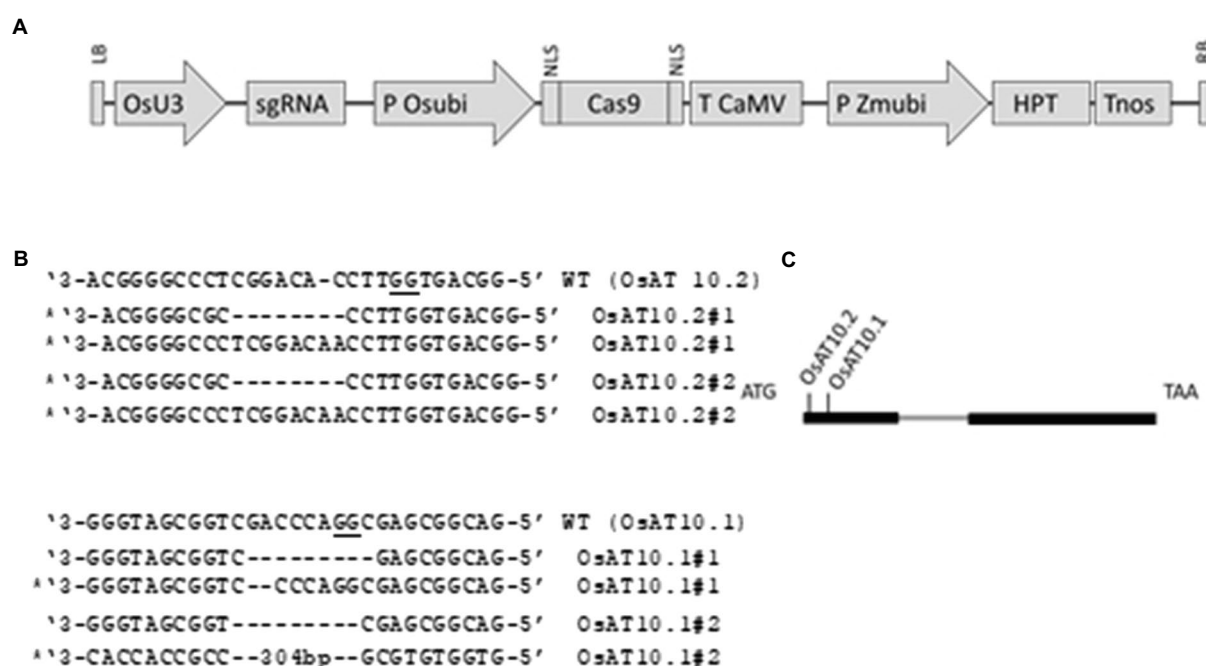 A
LB
OsU3
sgRNA
P Osubi
NLS
Cas9
NLS
T CaMV
P Zmubi
HPT
Tnos
RB
B
‵3-ACGGGGCCCTCGGACA-CCTTGGTGACGG-5′ WT (OsAT 10.2)
*‵3-ACGGGGCGC--------CCTTGGTGACGG-5′ OsAT10.2#1
*‵3-ACGGGGCCCTCGGACAACCTTGGTGACGG-5′ OsAT10.2#1
*‵3-ACGGGGCGC--------CCTTGGTGACGG-5′ OsAT10.2#2
*‵3-ACGGGGCCCTCGGACAACCTTGGTGACGG-5′ OsAT10.2#2
‵3-GGGTAGCGGTCGACCCAGGCGAGCGGCAG-5′ WT (OsAT10.1)
‵3-GGGTAGCGGTC---------GAGCGGCAG-5′ OsAT10.1#1
*‵3-GGGTAGCGGTC--CCCAGGCGAGCGGCAG-5′ OsAT10.1#1
‵3-GGGTAGCGGT---------CGAGCGGCAG-5′ OsAT10.1#2
*‵3-CACCACCGCC--304bp--GCGTGTGGTG-5′ OsAT10.1#2
C
OsAT10.2
OsAT10.1
ATG
TAA